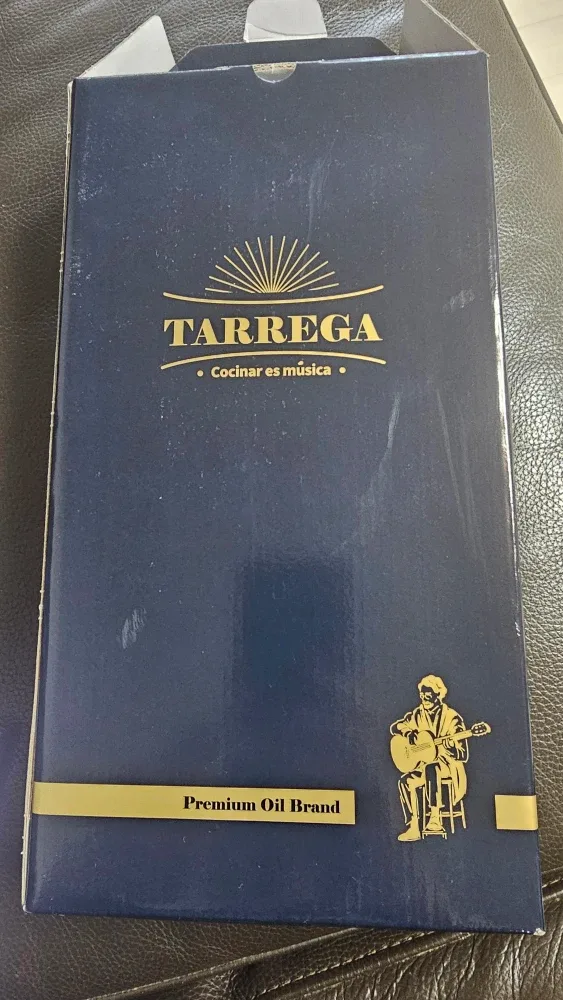 TARREGA
• Cocinar es música •
Premium Oil Brand